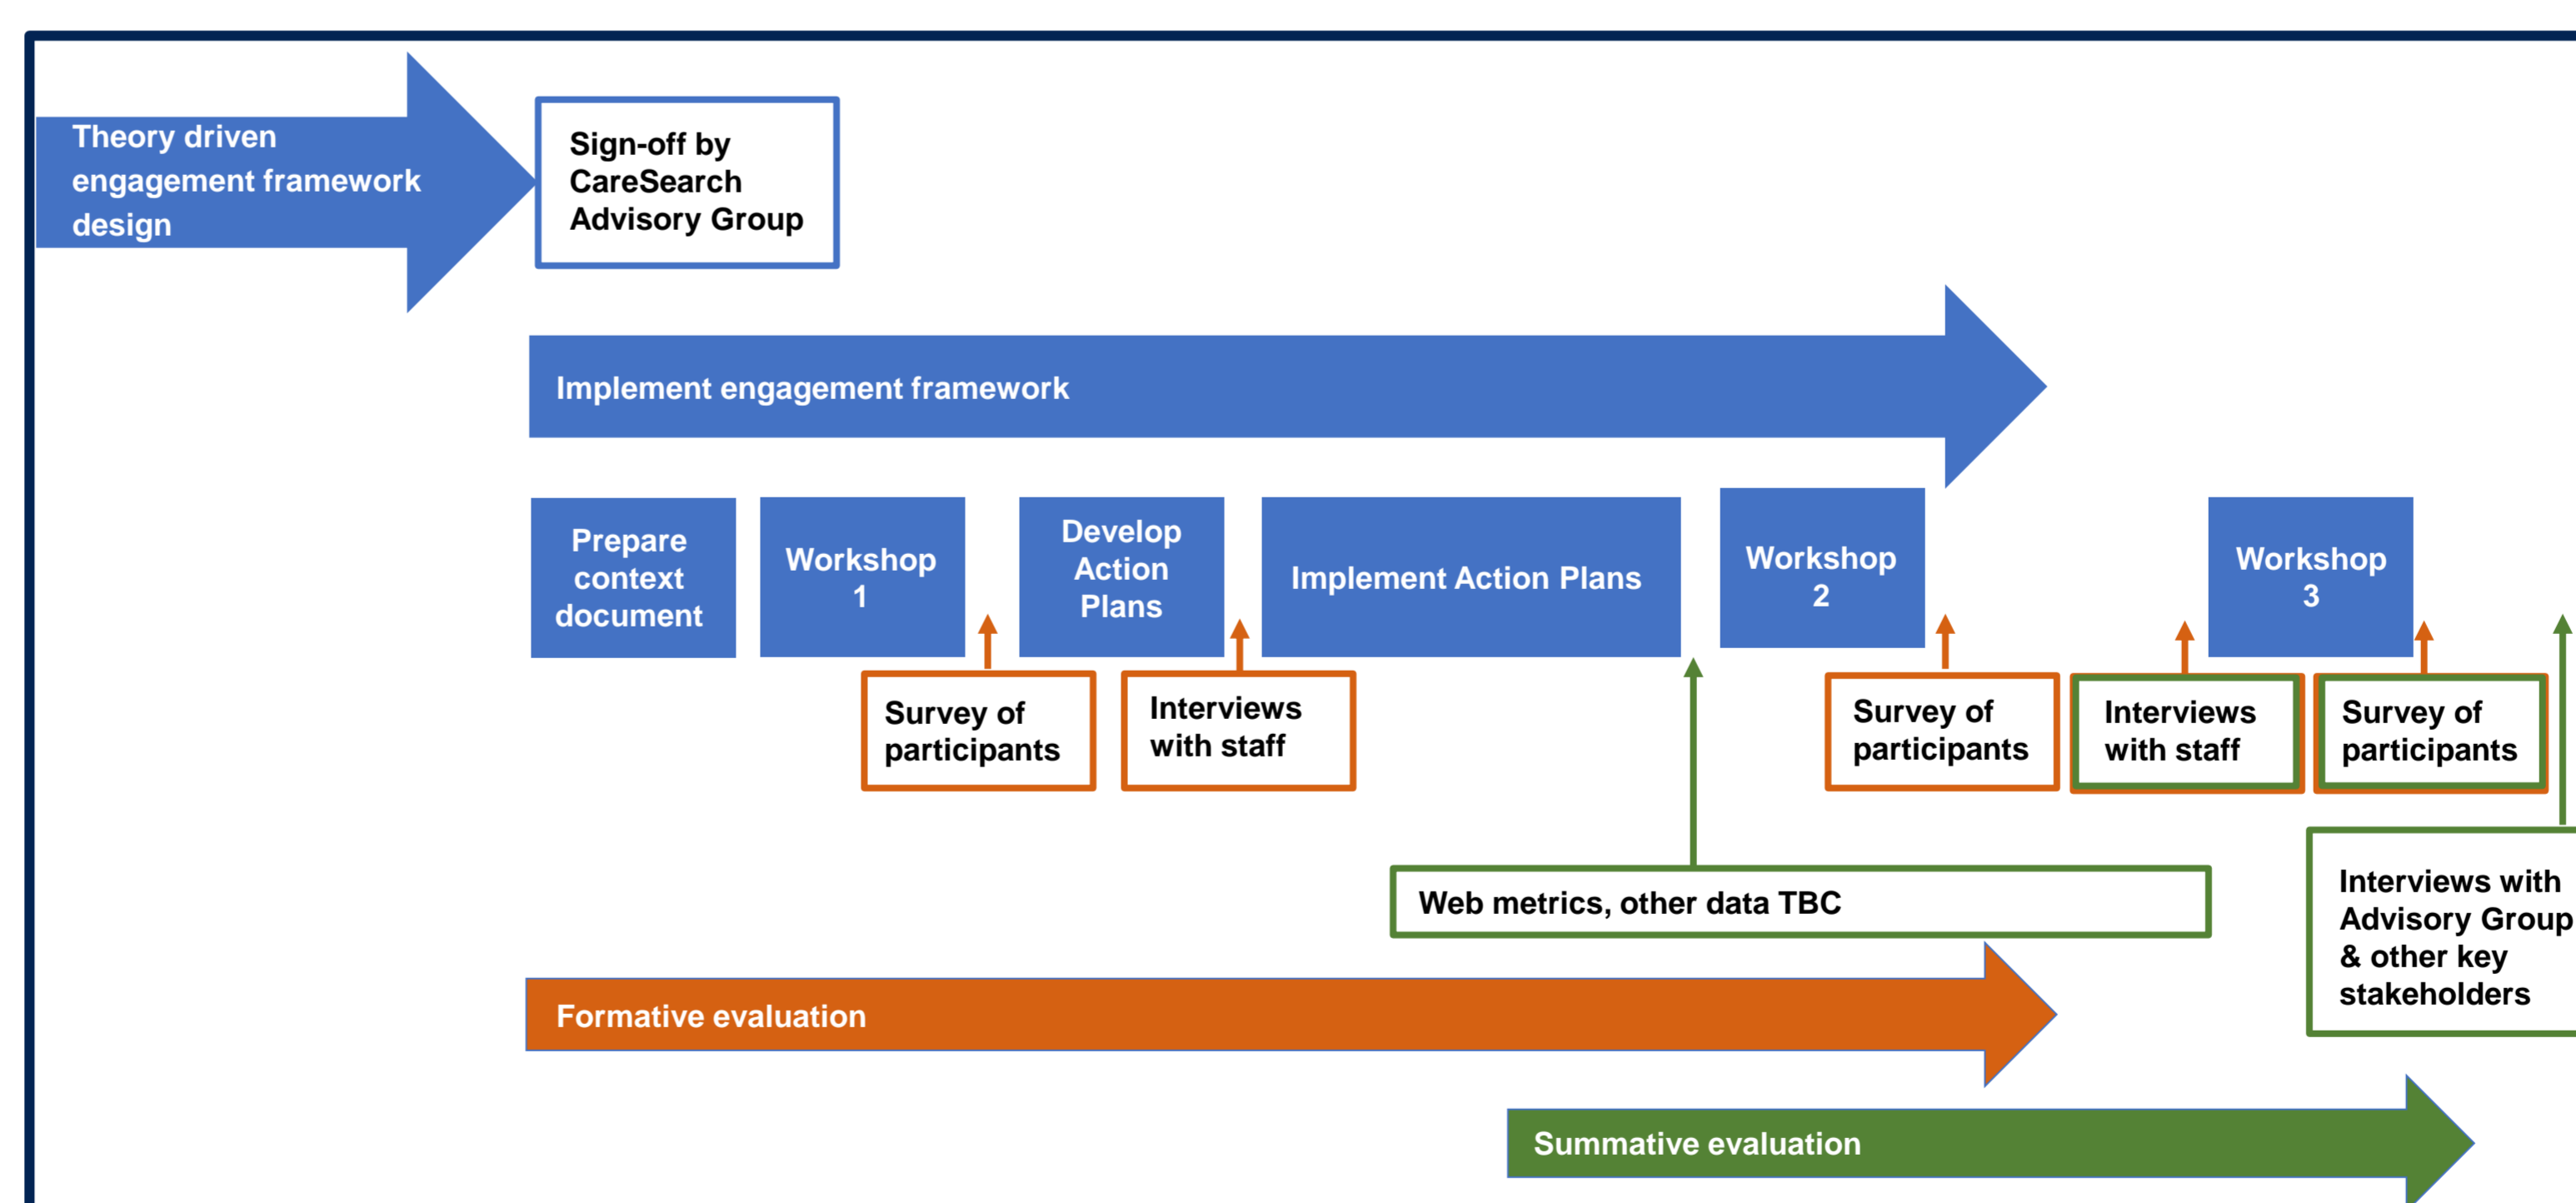 Theory driven
engagement framework
design
Sign-off by
CareSearch
Advisory Group
Implement engagement framework
Prepare
context
document
Workshop
1
Develop
Action
Plans
Implement Action Plans
Workshop
2
Workshop
3
Survey of
participants
Interviews
with staff
Survey of
participants
Interviews
with staff
Survey of
participants
Web metrics, other data TBC
Interviews with
Advisory Group
& other key
stakeholders
Formative evaluation
Summative evaluation